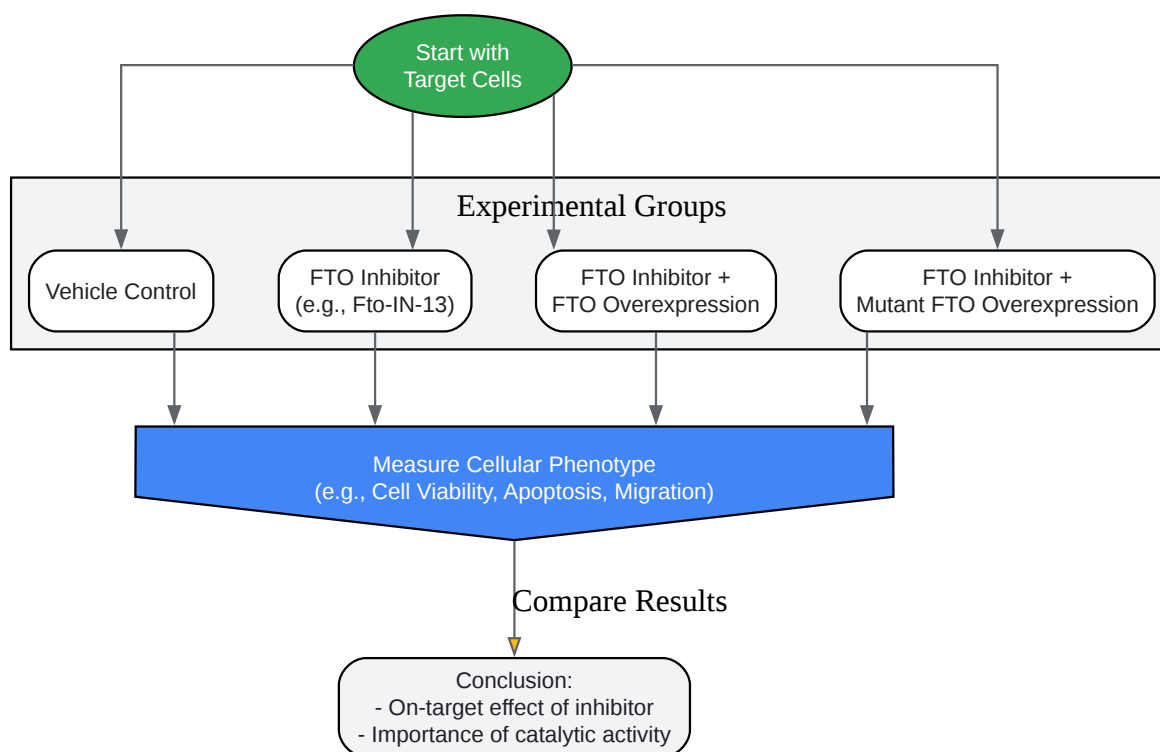 Start with
Target Cells
Experimental Groups
Vehicle Control
FTO Inhibitor
(e.g., Fto-IN-13)
FTO Inhibitor +
FTO Overexpression
FTO Inhibitor +
Mutant FTO Overexpression
Measure Cellular Phenotype
(e.g., Cell Viability, Apoptosis, Migration)
Compare Results
Conclusion:
- On-target effect of inhibitor
- Importance of catalytic activity